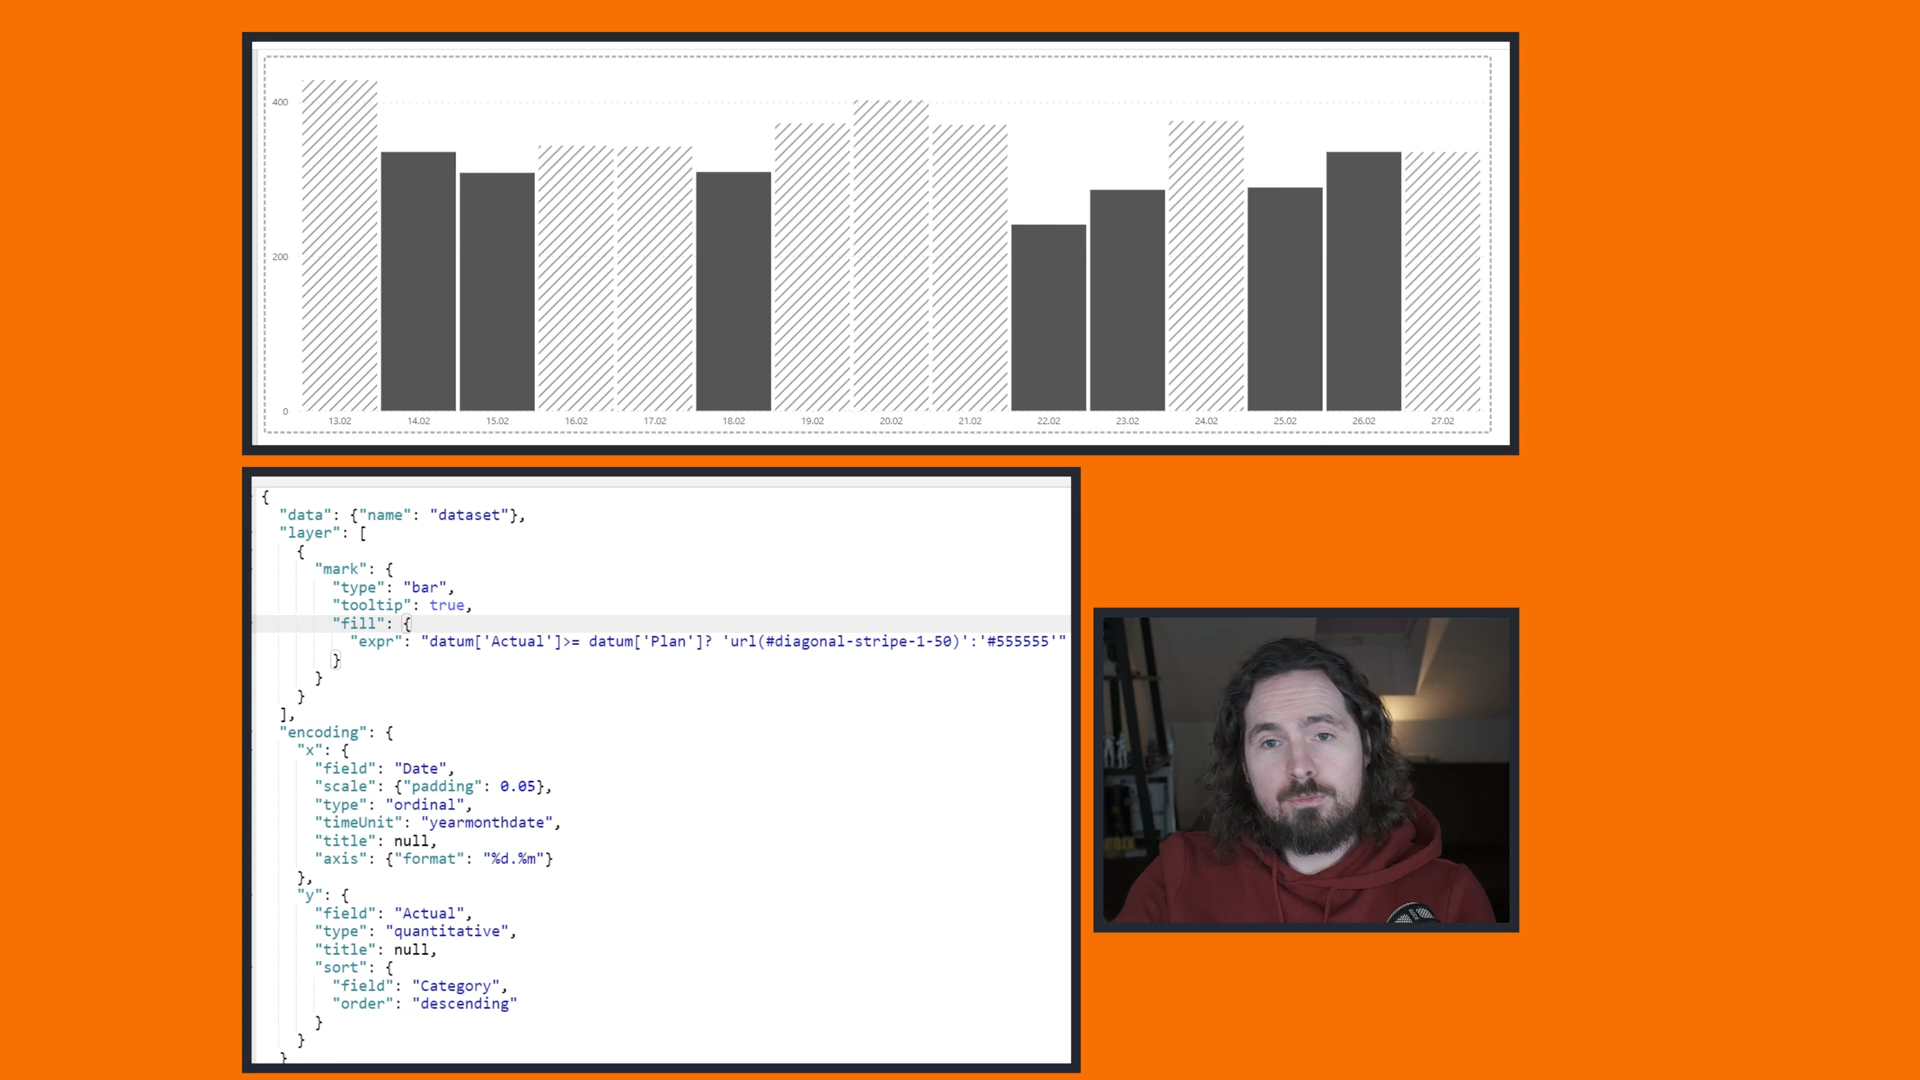 400
200
0
13.02 14.02 15.02 16.02 17.02 18.02 19.02 20.02 21.02 22.02 23.02 24.02 25.02 26.02 27.02
{
"data": {"name": "dataset"},
"layer": [
{
"mark": {
"type": "bar",
"tooltip": true,
"fill": {
"expr": "datum['Actual']>= datum['Plan']? 'url(#diagonal-stripe-1-50)':'#555555'"
}
}
}
],
"encoding": {
"x": {
"field": "Date",
"scale": {"padding": 0.05},
"type": "ordinal",
"timeUnit": "yearmonthdate",
"title": null,
"axis": {"format": "%d.%m"}
},
"y": {
"field": "Actual",
"type": "quantitative",
"title": null,
"sort": {
"field": "Category",
"order": "descending"
}
}
}